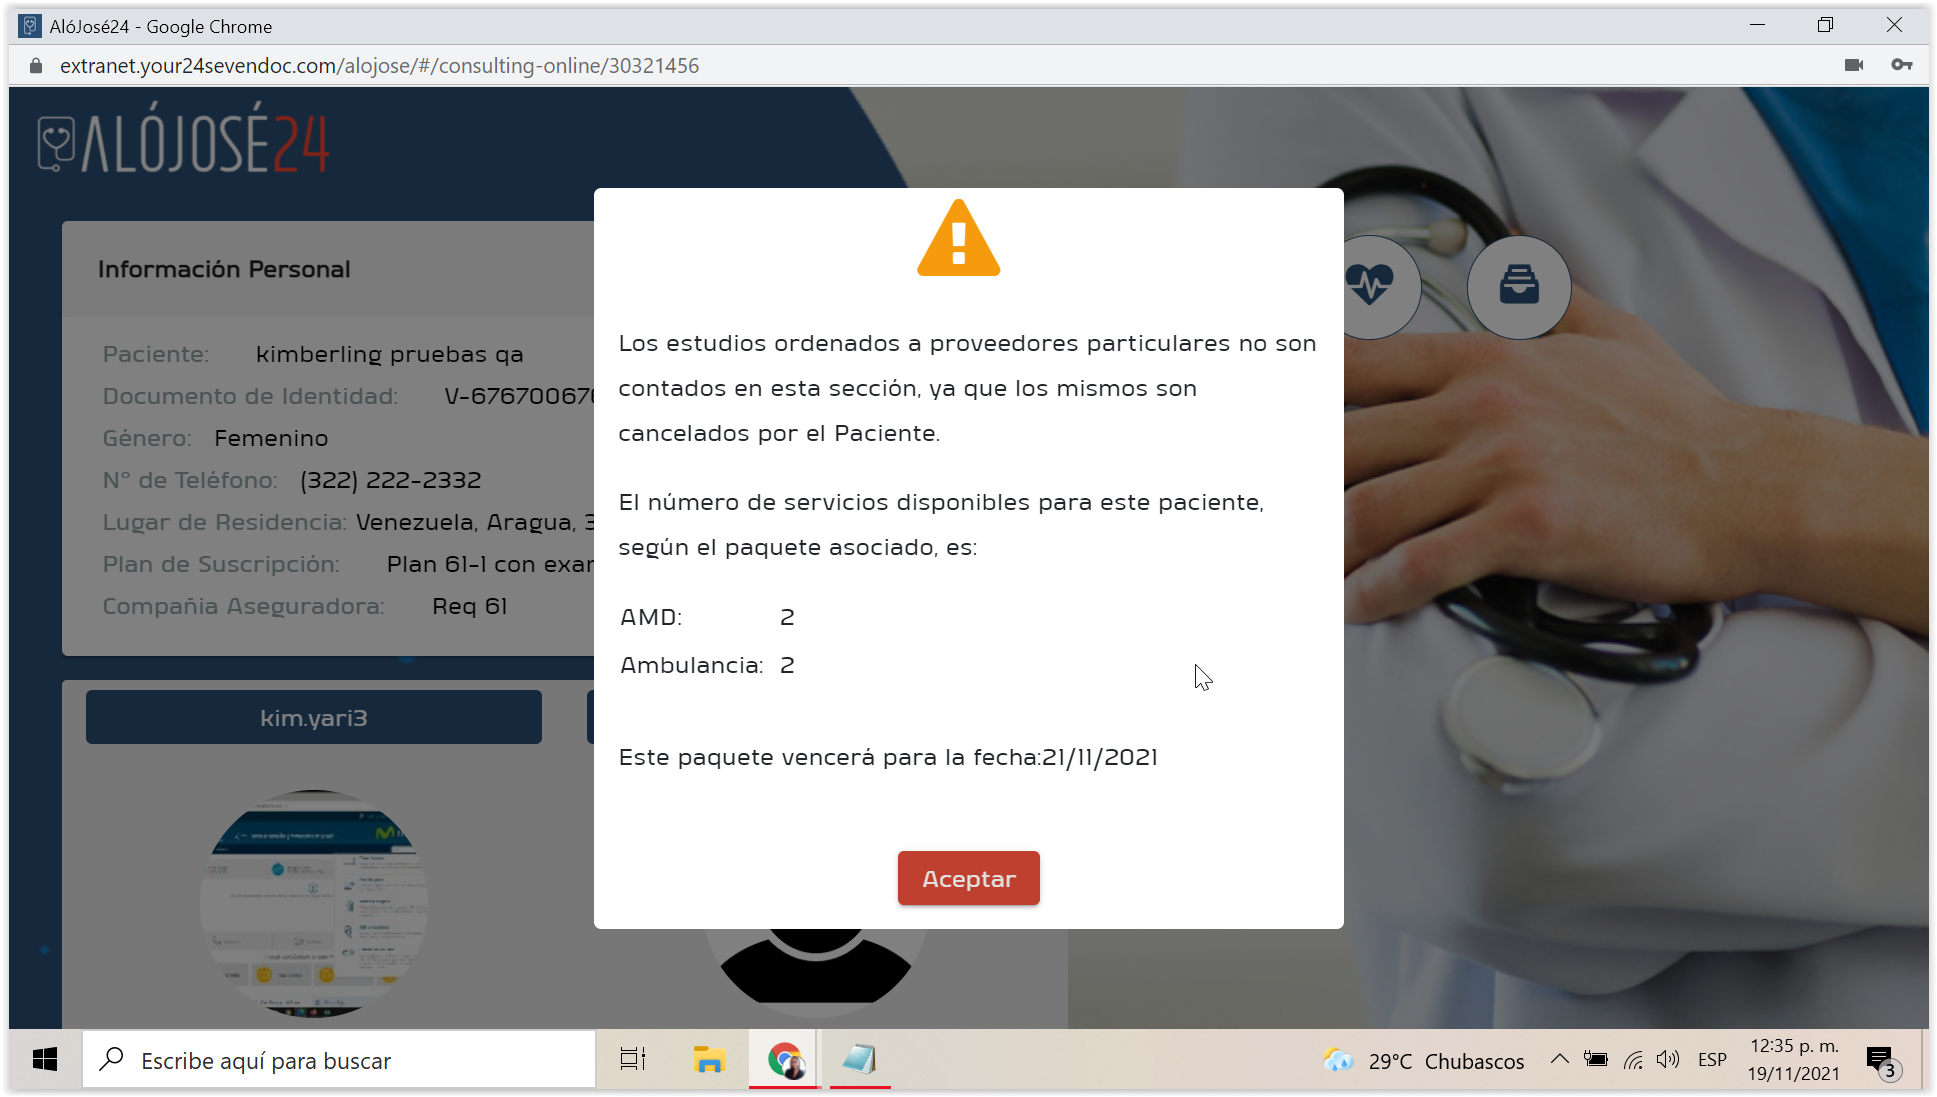 AlóJosé24 - Google Chrome
extranet.your24sevendoc.com/alojose/#/consulting-online/30321456
ALÓJOSÉ24
Información Personal
Paciente: kimberling pruebas qa
Documento de Identidad: V-6767006
Género: Femenino
N° de Teléfono: (322) 222-2332
Lugar de Residencia: Venezuela, Aragua,
Plan de Suscripción: Plan 61-1 con exa
Compañia Aseguradora: Req 61
kim.yari3
Los estudios ordenados a proveedores particulares no son
contados en esta sección, ya que los mismos son
cancelados por el Paciente.
El número de servicios disponibles para este paciente,
según el paquete asociado, es:
AMD: 2
Ambulancia: 2
Este paquete vencerá para la fecha:21/11/2021
Aceptar
Escribe aquí para buscar
29°C Chubascos
ESP
12:35 p. m.
19/11/2021
3